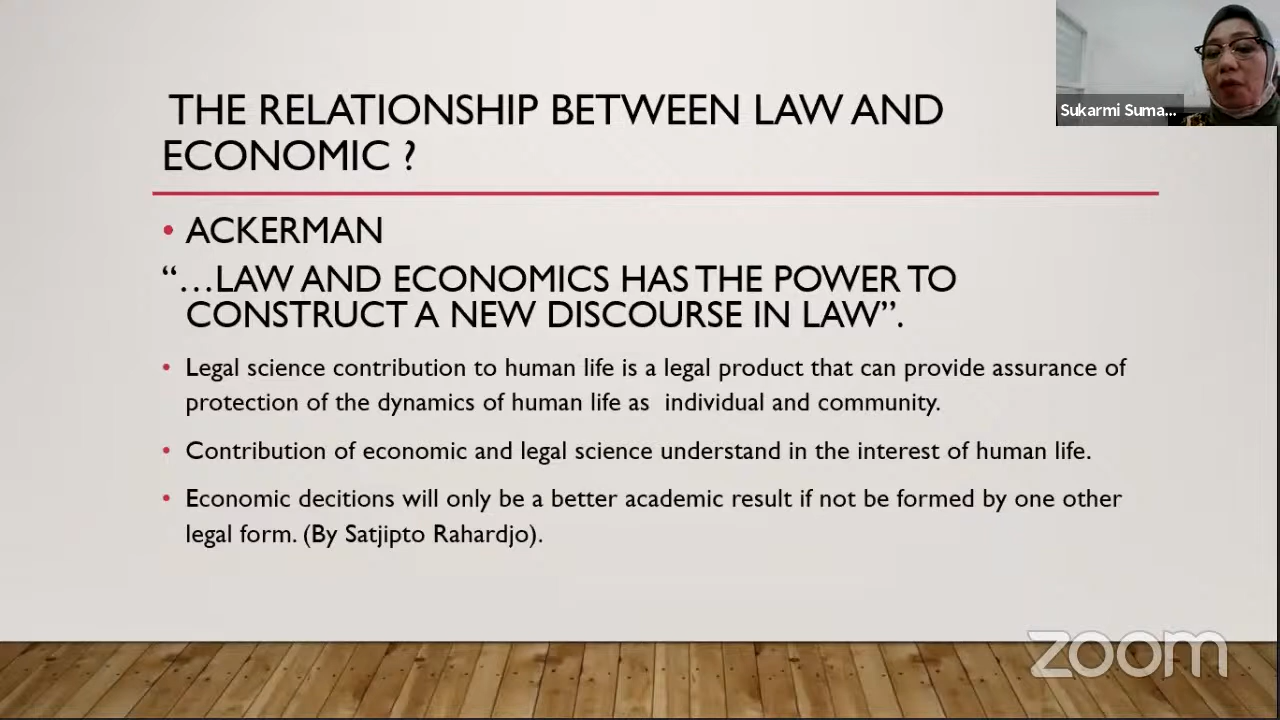 THE RELATIONSHIP BETWEEN LAW AND
ECONOMIC ?
• ACKERMAN
“…LAW AND ECONOMICS HAS THE POWER TO
CONSTRUCT A NEW DISCOURSE IN LAW”.
• Legal science contribution to human life is a legal product that can provide assurance of
protection of the dynamics of human life as individual and community.
• Contribution of economic and legal science understand in the interest of human life.
• Economic decitions will only be a better academic result if not be formed by one other
legal form. (By Satjipto Rahardjo).
Sukarmi Suma...
zoom